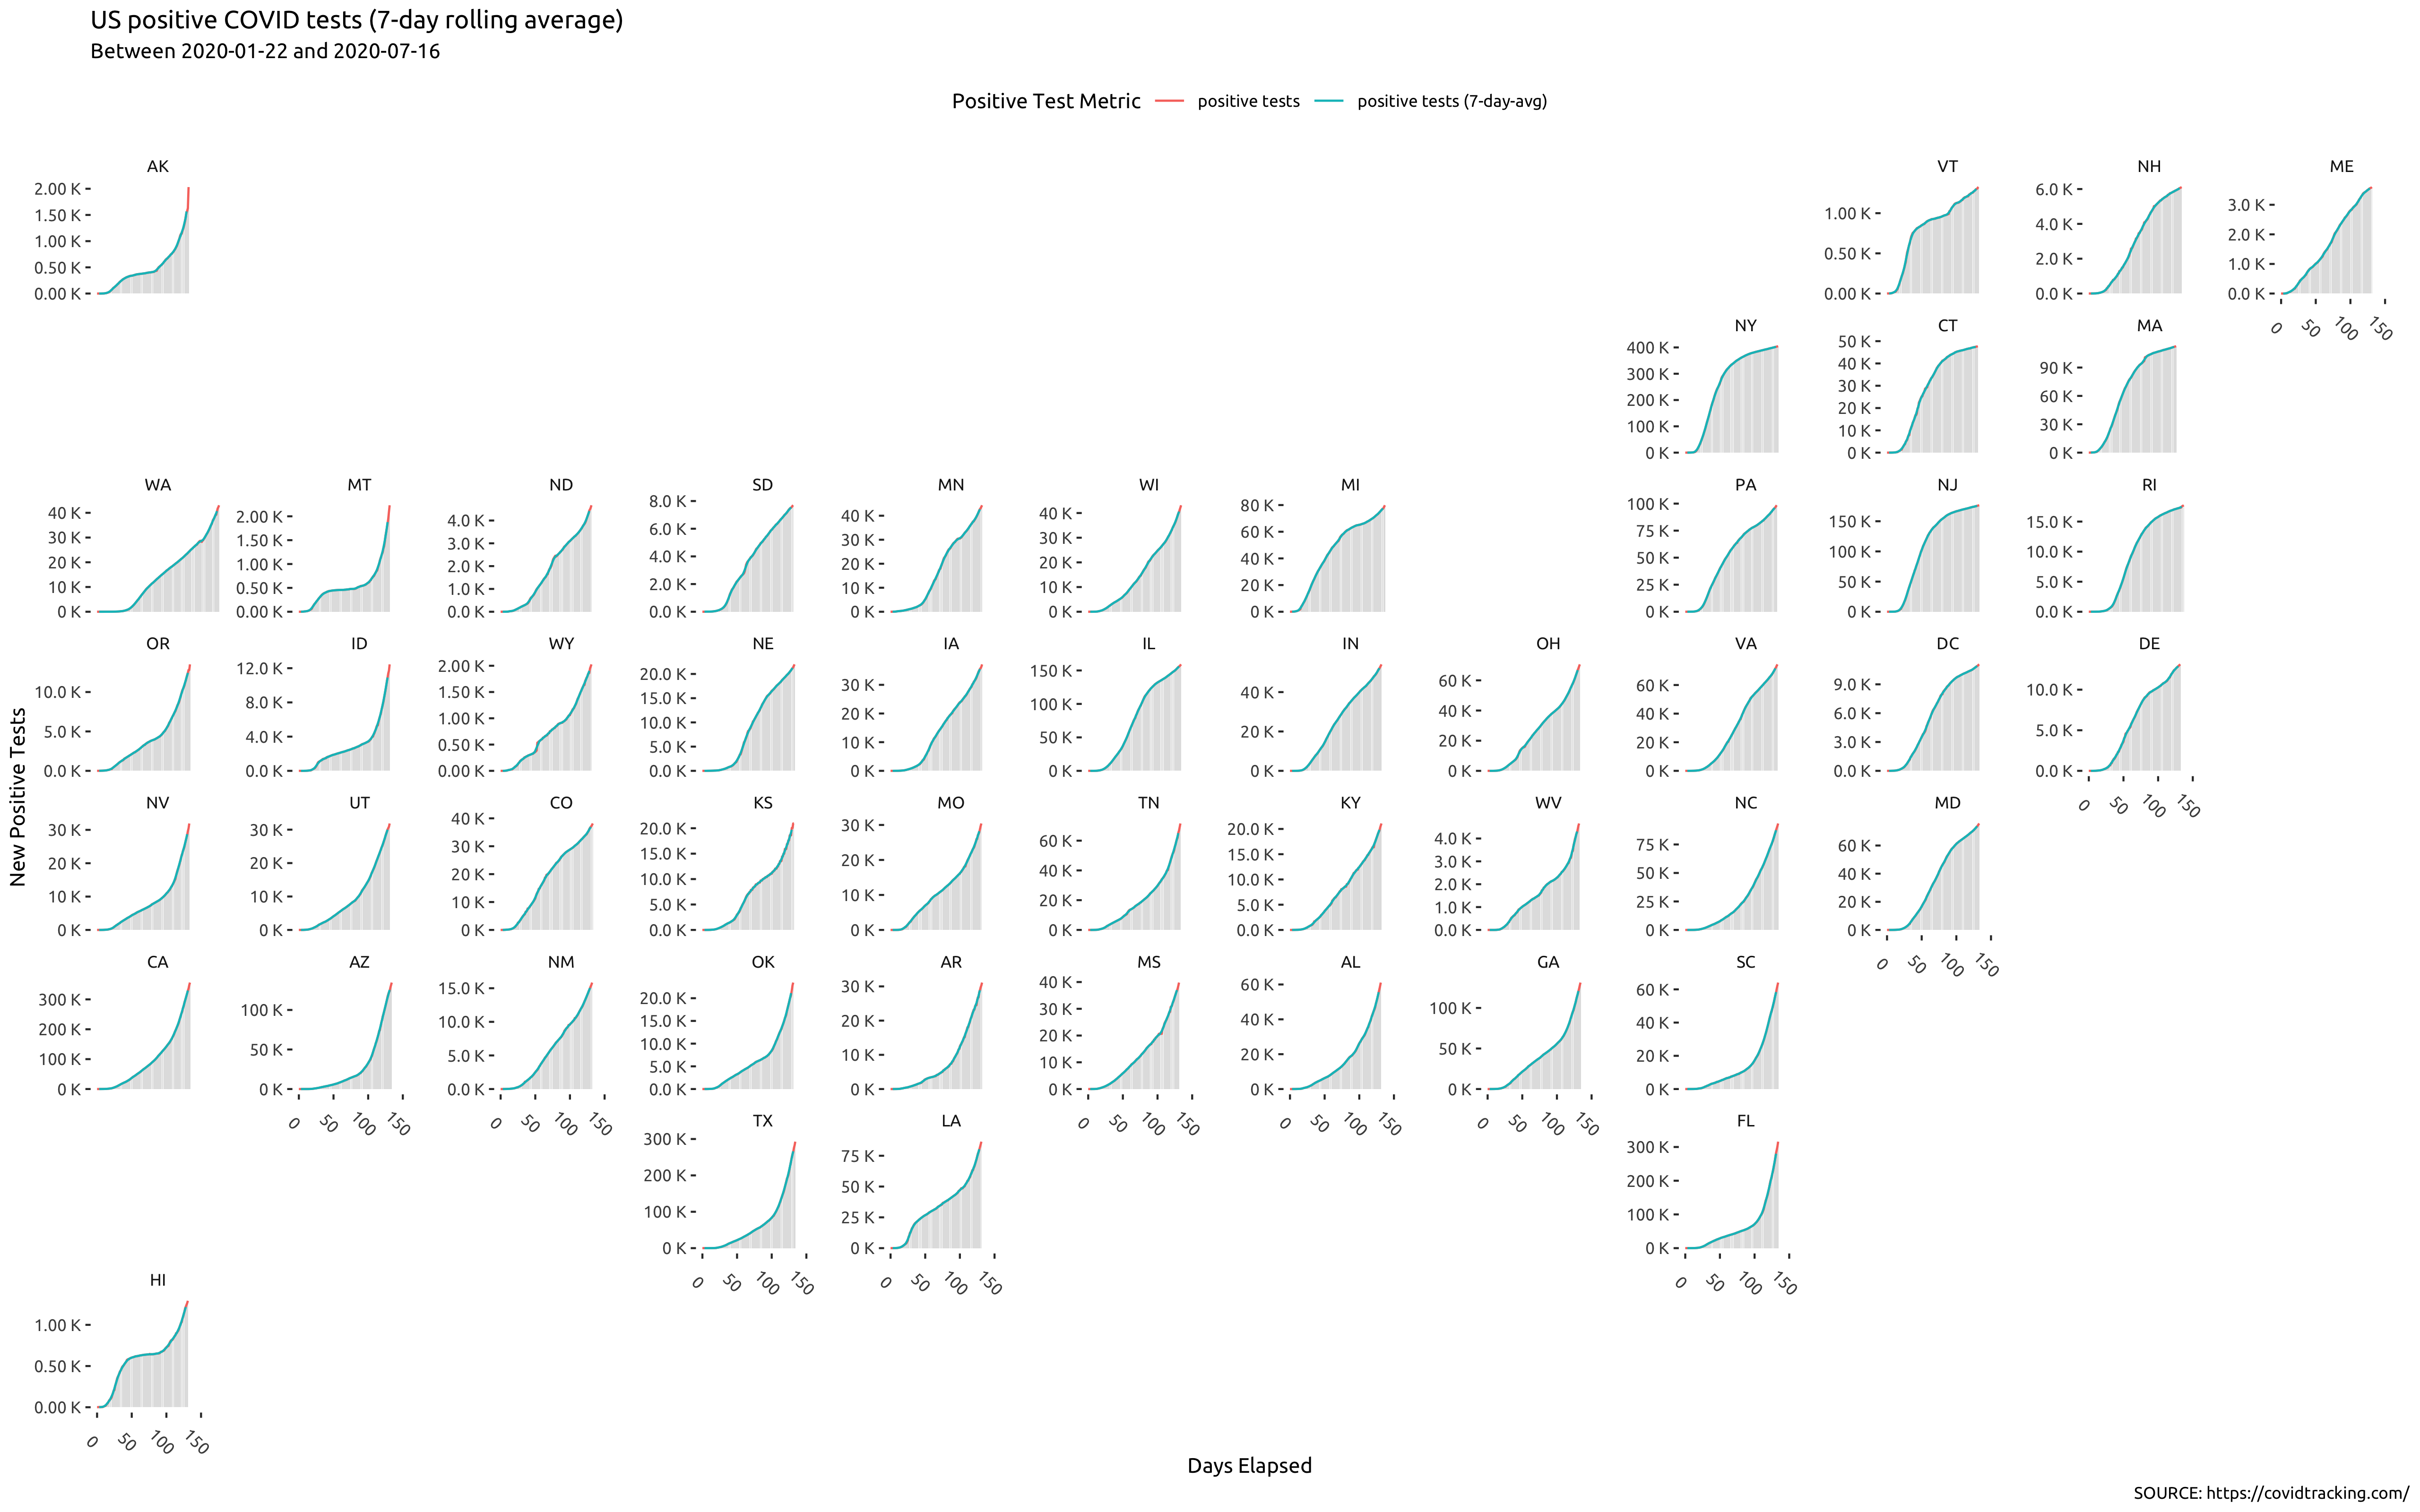 US positive COVID tests (7-day rolling average)
Between 2020-01-22 and 2020-07-16
Positive Test Metric positive tests positive tests (7-day-avg)
New Positive Tests
AK
2.00 K
1.50 K
1.00 K
0.50 K
0.00 K
VT
1.00 K
0.50 K
0.00 K
NH
6.0 K
4.0 K
2.0 K
0.0 K
ME
3.0 K
2.0 K
1.0 K
0.0 K
0 50 100 150
NY
400 K
300 K
200 K
100 K
0 K
CT
50 K
40 K
30 K
20 K
10 K
0 K
MA
90 K
60 K
30 K
0 K
WA
40 K
30 K
20 K
10 K
0 K
MT
2.00 K
1.50 K
1.00 K
0.50 K
0.00 K
ND
4.0 K
3.0 K
2.0 K
1.0 K
0.0 K
SD
8.0 K
6.0 K
4.0 K
2.0 K
0.0 K
MN
40 K
30 K
20 K
10 K
0 K
WI
40 K
30 K
20 K
10 K
0 K
MI
80 K
60 K
40 K
20 K
0 K
PA
100 K
75 K
50 K
25 K
0 K
NJ
150 K
100 K
50 K
0 K
RI
15.0 K
10.0 K
5.0 K
0.0 K
OR
10.0 K
5.0 K
0.0 K
ID
12.0 K
8.0 K
4.0 K
0.0 K
WY
2.00 K
1.50 K
1.00 K
0.50 K
0.00 K
NE
20.0 K
15.0 K
10.0 K
5.0 K
0.0 K
IA
30 K
20 K
10 K
0 K
IL
150 K
100 K
50 K
0 K
IN
40 K
20 K
0 K
OH
60 K
40 K
20 K
0 K
VA
60 K
40 K
20 K
0 K
DC
9.0 K
6.0 K
3.0 K
0.0 K
DE
10.0 K
5.0 K
0.0 K
0 50 100 150
NV
30 K
20 K
10 K
0 K
UT
30 K
20 K
10 K
0 K
CO
40 K
30 K
20 K
10 K
0 K
KS
20.0 K
15.0 K
10.0 K
5.0 K
0.0 K
MO
30 K
20 K
10 K
0 K
TN
60 K
40 K
20 K
0 K
KY
20.0 K
15.0 K
10.0 K
5.0 K
0.0 K
WV
4.0 K
3.0 K
2.0 K
1.0 K
0.0 K
NC
75 K
50 K
25 K
0 K
MD
60 K
40 K
20 K
0 K
0 50 100 150
CA
300 K
200 K
100 K
0 K
AZ
100 K
50 K
0 K
0 50 100 150
NM
15.0 K
10.0 K
5.0 K
0.0 K
0 50 100 150
OK
20.0 K
15.0 K
10.0 K
5.0 K
0.0 K
AR
30 K
20 K
10 K
0 K
MS
40 K
30 K
20 K
10 K
0 K
0 50 100 150
AL
60 K
40 K
20 K
0 K
0 50 100 150
GA
100 K
50 K
0 K
0 50 100 150
SC
60 K
40 K
20 K
0 K
TX
300 K
200 K
100 K
0 K
0 50 100 150
LA
75 K
50 K
25 K
0 K
0 50 100 150
FL
300 K
200 K
100 K
0 K
0 50 100 150
HI
1.00 K
0.50 K
0.00 K
0 50 100 150
Days Elapsed
SOURCE: https://covidtracking.com/